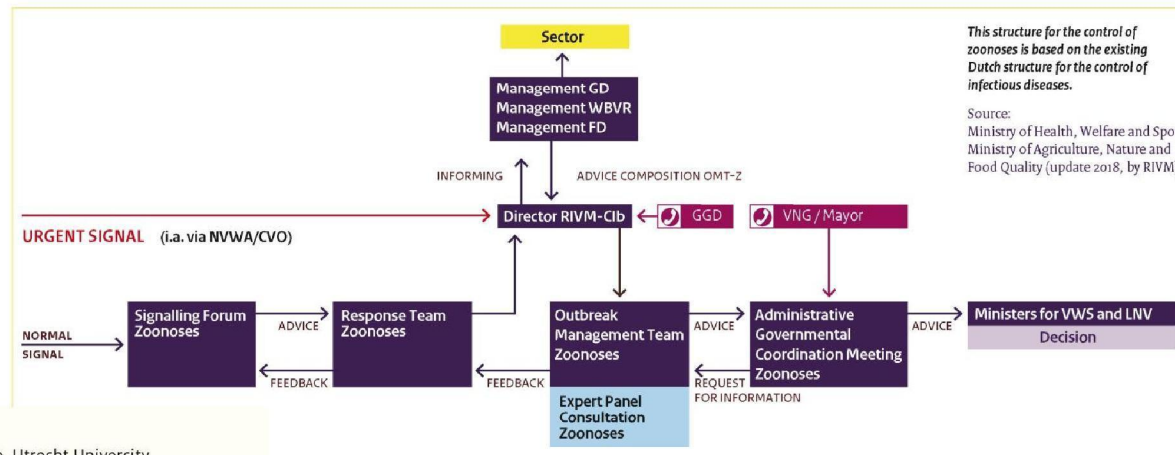 Sector
This structure for the control of
zoonoses is based on the existing
Dutch structure for the control of
infectious diseases.
Source:
Ministry of Health, Welfare and Spo
Ministry of Agriculture, Nature and
Food Quality (update 2018, by RIVM
Management GD
Management WBVR
Management FD
INFORMING
ADVICE COMPOSITION OMT-Z
Director RIVM-CIb
GGD
VNG / Mayor
URGENT SIGNAL (i.a. via NVWA/CVO)
NORMAL
SIGNAL
Signalling Forum
Zoonoses
ADVICE
FEEDBACK
Response Team
Zoonoses
FEEDBACK
Outbreak
Management Team
Zoonoses
Expert Panel
Consultation
Zoonoses
ADVICE
REQUEST
FOR INFORMATION
Administrative
Governmental
Coordination Meeting
Zoonoses
ADVICE
Ministers for VWS and LNV
Decision
Utrecht University